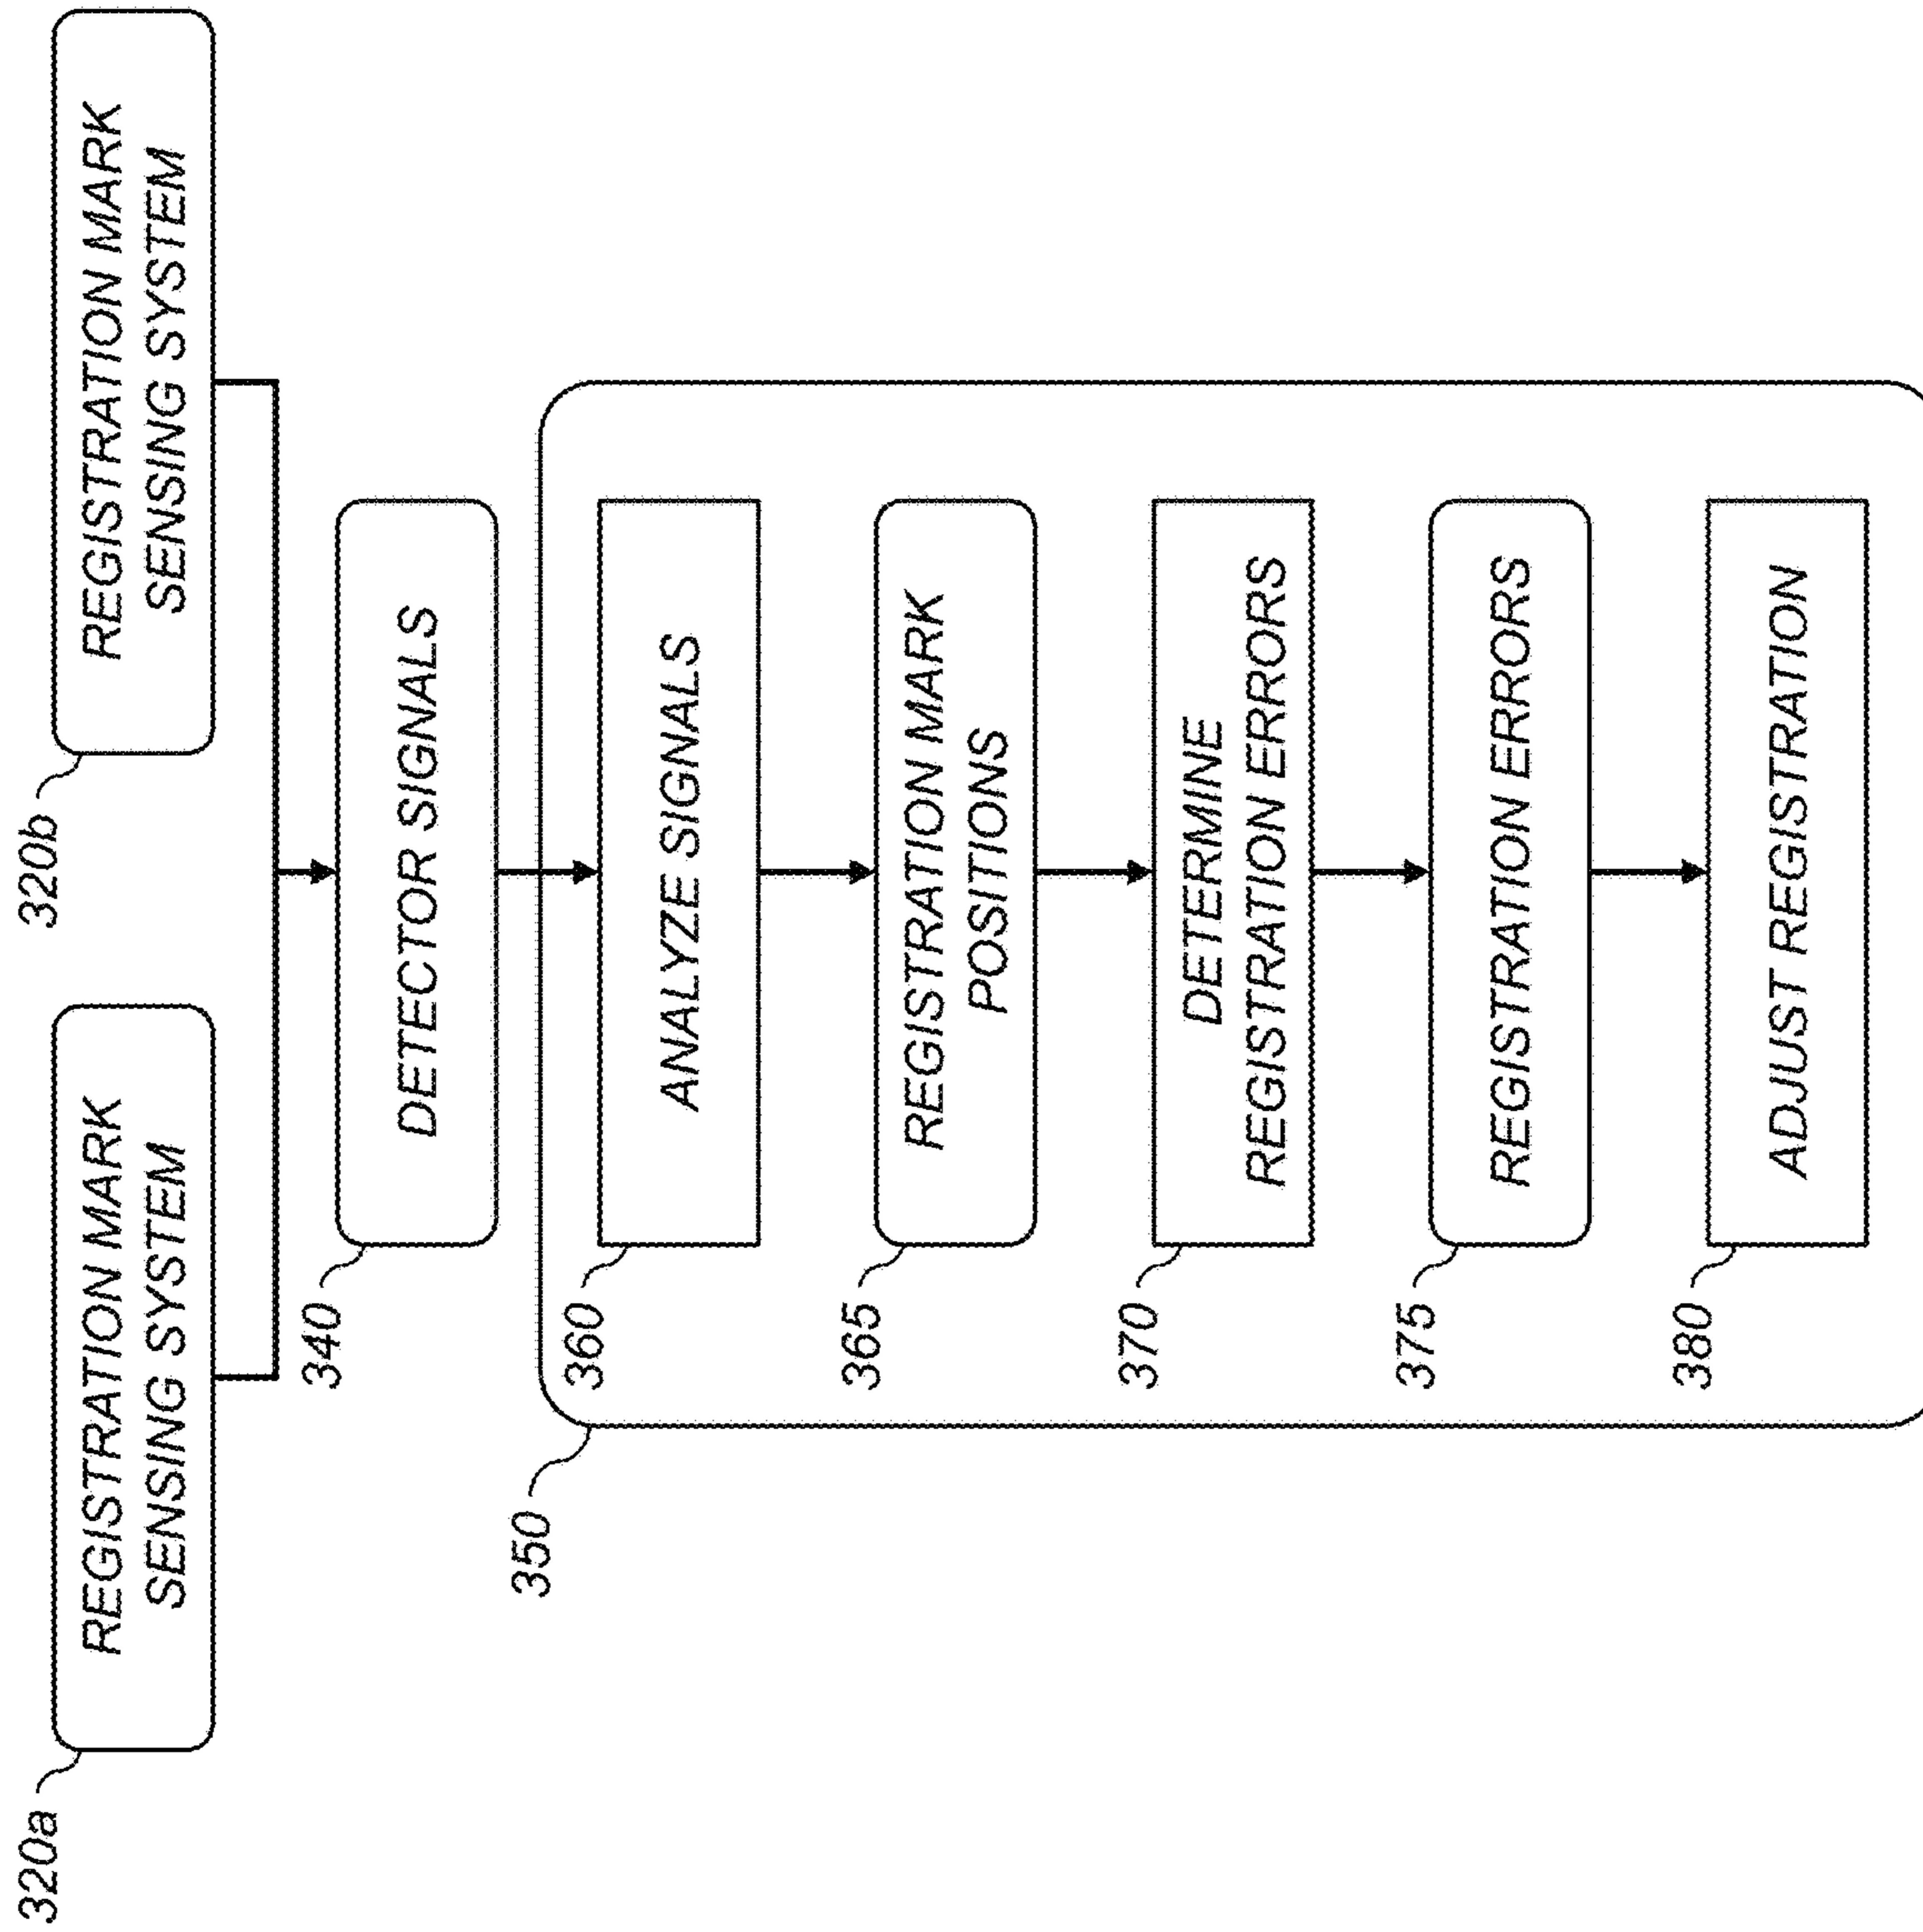 320a
REGISTRATION MARK
SENSING SYSTEM
320b
REGISTRATION MARK
SENSING SYSTEM
340
DETECTOR SIGNALS
350
360
ANALYZE SIGNALS
365
REGISTRATION MARK
POSITIONS
370
DETERMINE
REGISTRATION ERRORS
375
REGISTRATION ERRORS
380
ADJUST REGISTRATION